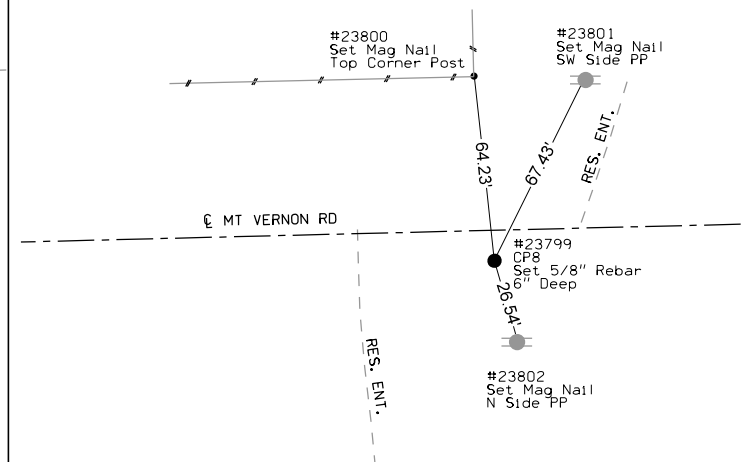 #23800
Set Mag Nail
Top Corner Post
#23801
Set Mag Nail
SW Side PP
64.23'
67.43'
RES. ENT.
℄ MT VERNON RD
#23799
CP8
Set 5/8" Rebar
6" Deep
26.54'
RES. ENT.
#23802
Set Mag Nail
N Side PP